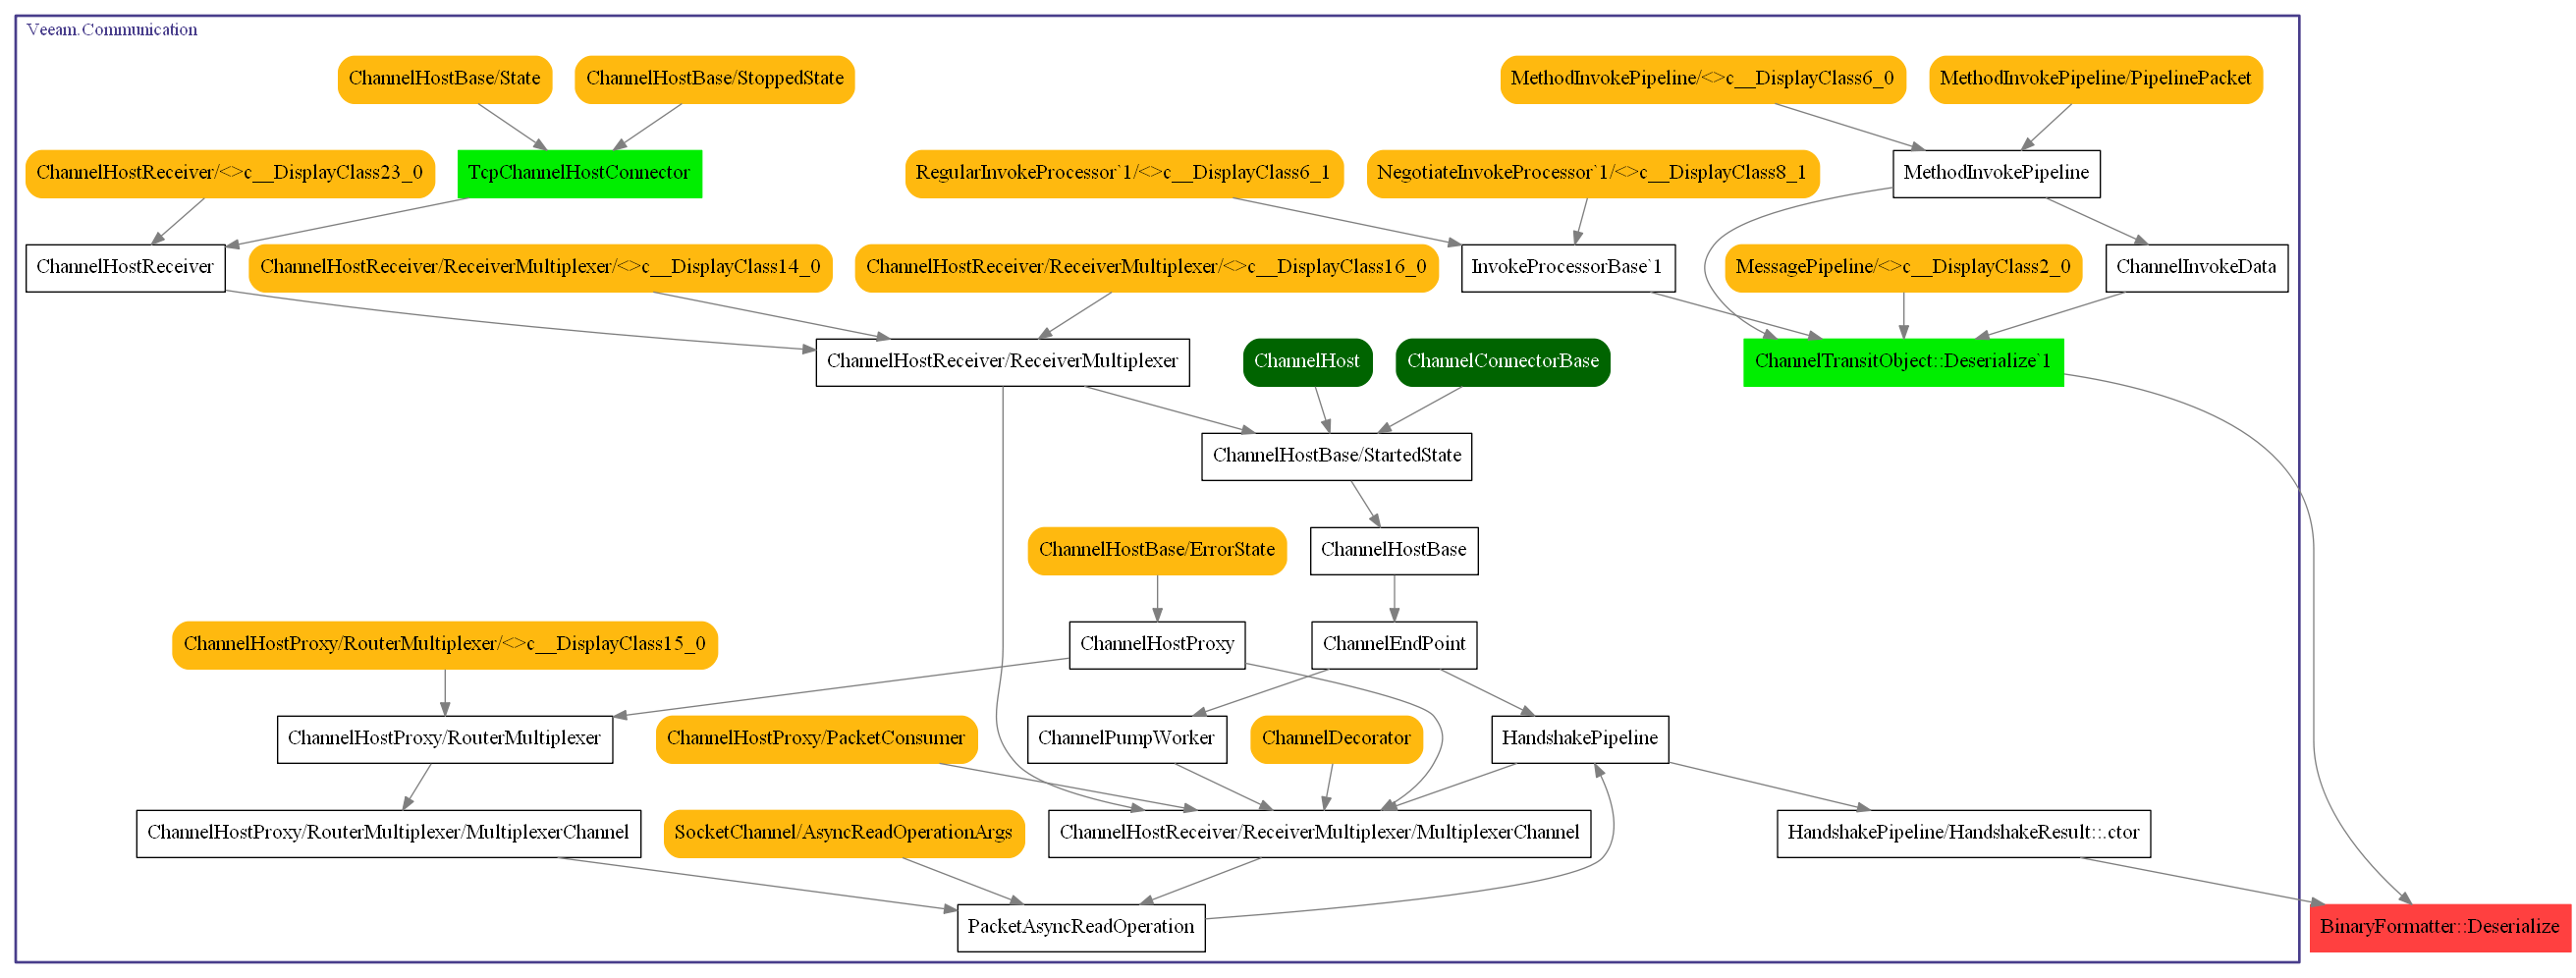 Veeam.Communication
ChannelHostBase/State
ChannelHostBase/StoppedState
MethodInvokePipeline/<>c__DisplayClass6_0
MethodInvokePipeline/PipelinePacket
ChannelHostReceiver/<>c__DisplayClass23_0
TcpChannelHostConnector
RegularInvokeProcessor`1/<>c__DisplayClass6_1
NegotiateInvokeProcessor`1/<>c__DisplayClass8_1
MethodInvokePipeline
ChannelHostReceiver
ChannelHostReceiver/ReceiverMultiplexer/<>c__DisplayClass14_0
ChannelHostReceiver/ReceiverMultiplexer/<>c__DisplayClass16_0
InvokeProcessorBase`1
MessagePipeline/<>c__DisplayClass2_0
ChannelInvokeData
ChannelHostReceiver/ReceiverMultiplexer
ChannelHost
ChannelConnectorBase
ChannelTransitObject::Deserialize`1
ChannelHostBase/StartedState
ChannelHostBase/ErrorState
ChannelHostBase
ChannelHostProxy/RouterMultiplexer/<>c__DisplayClass15_0
ChannelHostProxy
ChannelEndPoint
ChannelHostProxy/RouterMultiplexer
ChannelHostProxy/PacketConsumer
ChannelPumpWorker
ChannelDecorator
HandshakePipeline
ChannelHostProxy/RouterMultiplexer/MultiplexerChannel
SocketChannel/AsyncReadOperationArgs
ChannelHostReceiver/ReceiverMultiplexer/MultiplexerChannel
HandshakePipeline/HandshakeResult::.ctor
PacketAsyncReadOperation
BinaryFormatter::Deserialize